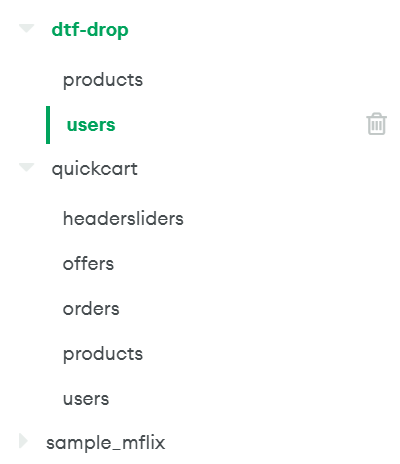 dtf-drop
products
users
quickcart
headersliders
offers
orders
products
users
sample_mflix